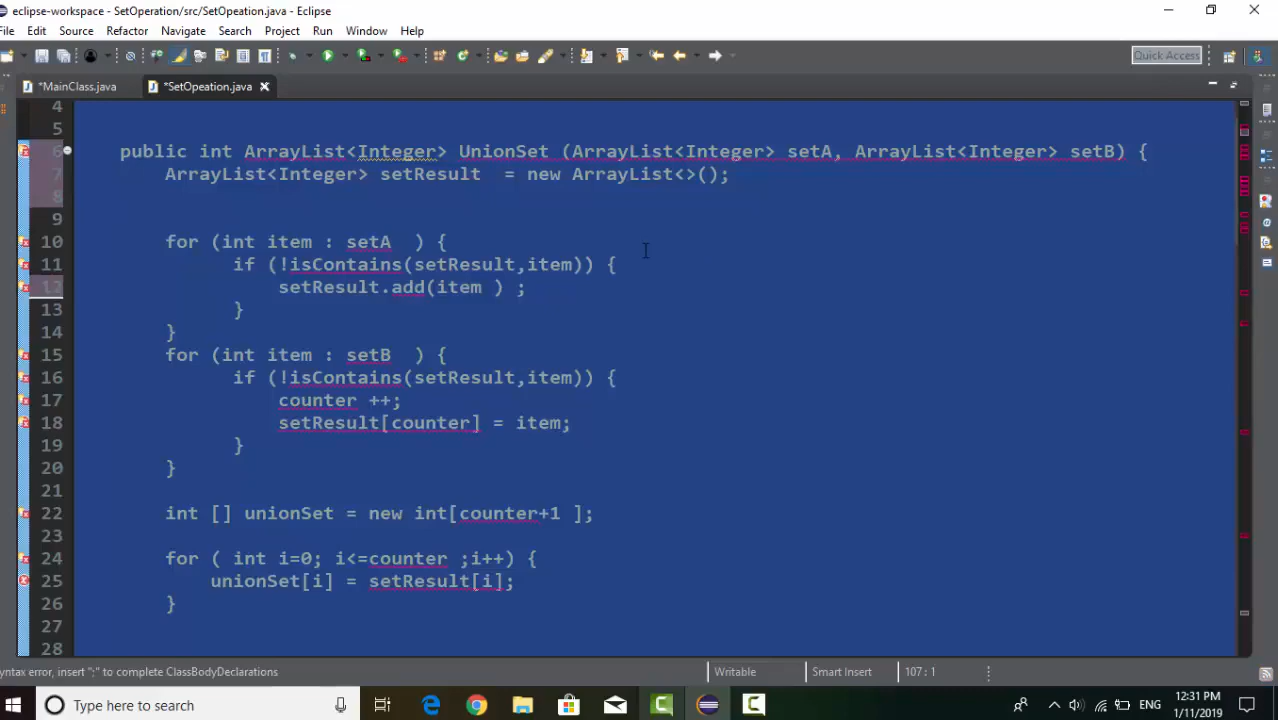 eclipse-workspace - SetOperation/src/SetOpeation.java - Eclipse
File Edit Source Refactor Navigate Search Project Run Window Help
Quick Access
*MainClass.java *SetOpeation.java
4
5
6 public int ArrayList<Integer> UnionSet (ArrayList<Integer> setA, ArrayList<Integer> setB) {
7 ArrayList<Integer> setResult = new ArrayList<>();
8
9
10 for (int item : setA ) {
11 if (!isContains(setResult,item)) {
12 setResult.add(item ) ;
13 }
14 }
15 for (int item : setB ) {
16 if (!isContains(setResult,item)) {
17 counter ++;
18 setResult[counter] = item;
19 }
20 }
21
22 int [] unionSet = new int[counter+1 ];
23
24 for ( int i=0; i<=counter ;i++) {
25 unionSet[i] = setResult[i];
26 }
27
28
yntax error, insert ";" to complete ClassBodyDeclarations Writable Smart Insert 107 : 1
Type here to search ENG 12:31 PM
1/11/2019